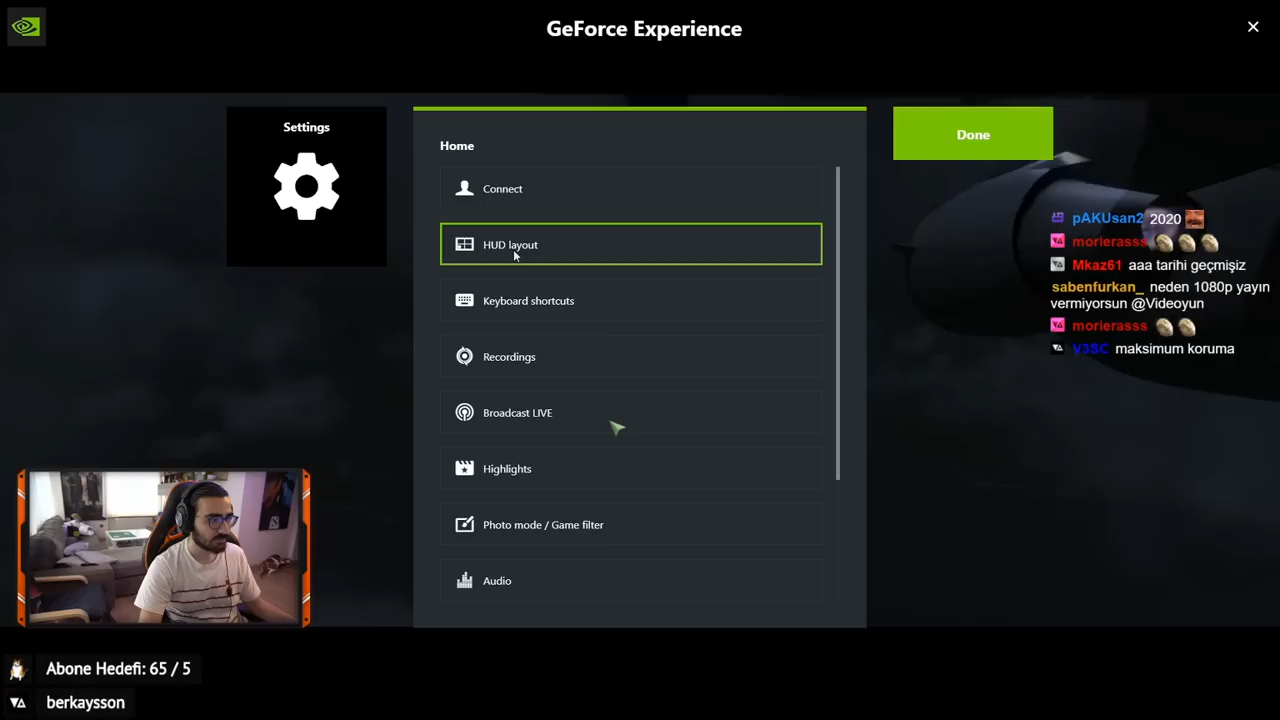 GeForce Experience
Settings
Home
Connect
HUD layout
Keyboard shortcuts
Recordings
Broadcast LIVE
Highlights
Photo mode / Game filter
Audio
Done
pAKUsan2 2020
morierasss
Mkaz61 aaa tarihi geçmişiz
sabenfurkan_ neden 1080p yayın
vermiyorsun @Videoyun
morierasss
V3SC maksimum koruma
Abone Hedefi: 65 / 5
berkaysson